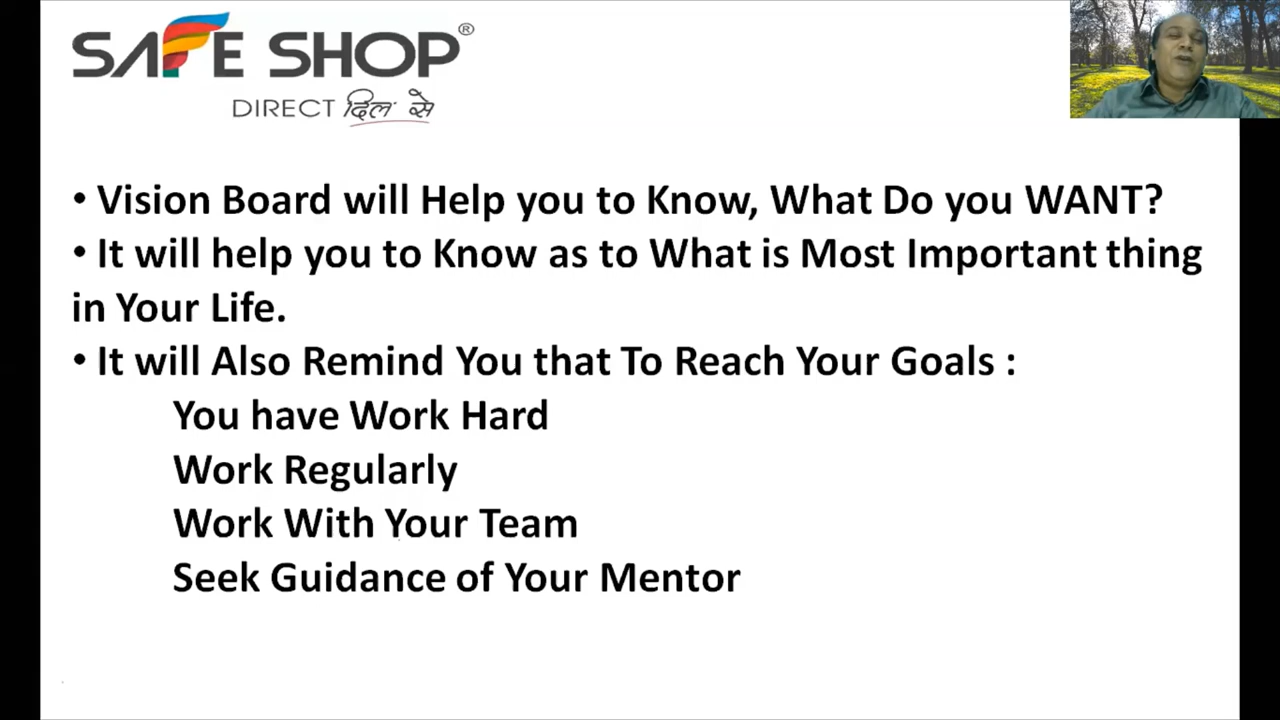 SAFE SHOP®
DIRECT दिल से
• Vision Board will Help you to Know, What Do you WANT?
• It will help you to Know as to What is Most Important thing
in Your Life.
• It will Also Remind You that To Reach Your Goals :
You have Work Hard
Work Regularly
Work With Your Team
Seek Guidance of Your Mentor